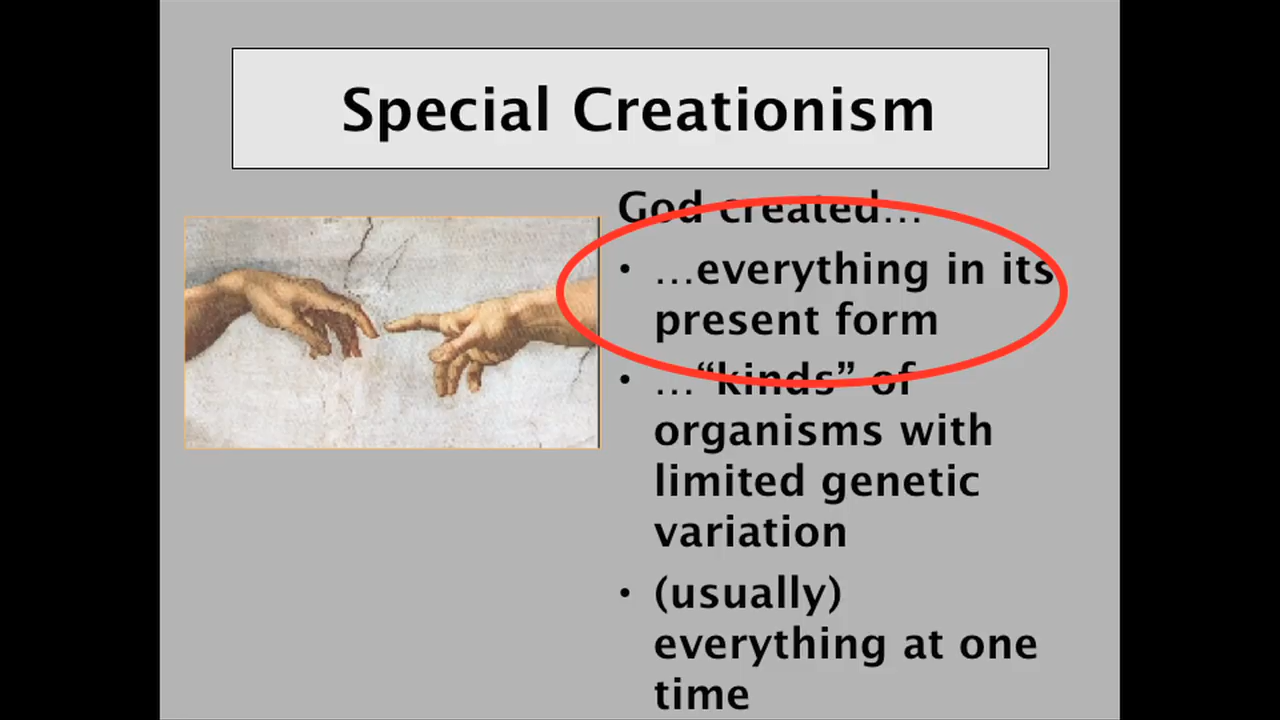 Special Creationism
God created…
• …everything in its
present form
• …“kinds” of
organisms with
limited genetic
variation
• (usually)
everything at one
time